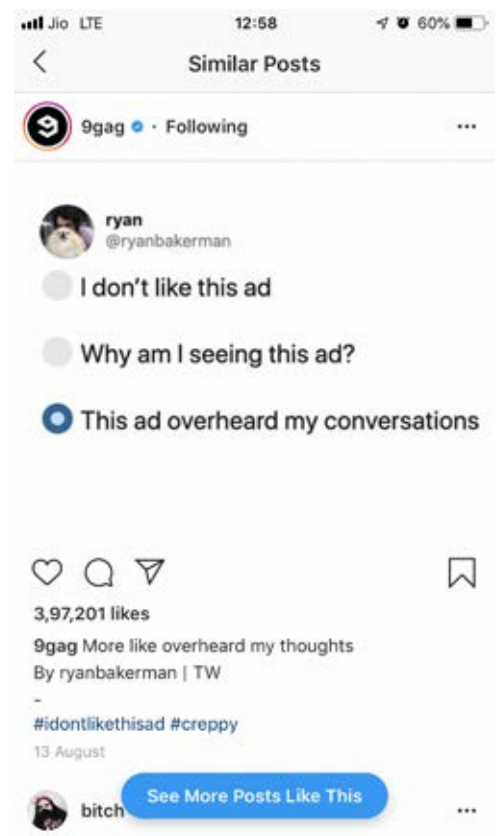 Jio LTE 12:58 60%
Similar Posts
9gag · Following
ryan
@ryanbakerman
I don't like this ad
Why am I seeing this ad?
This ad overheard my conversations
3,97,201 likes
9gag More like overheard my thoughts
By ryanbakerman | TW
-
#idontlikethisad #creppy
13 August
See More Posts Like This
bitch